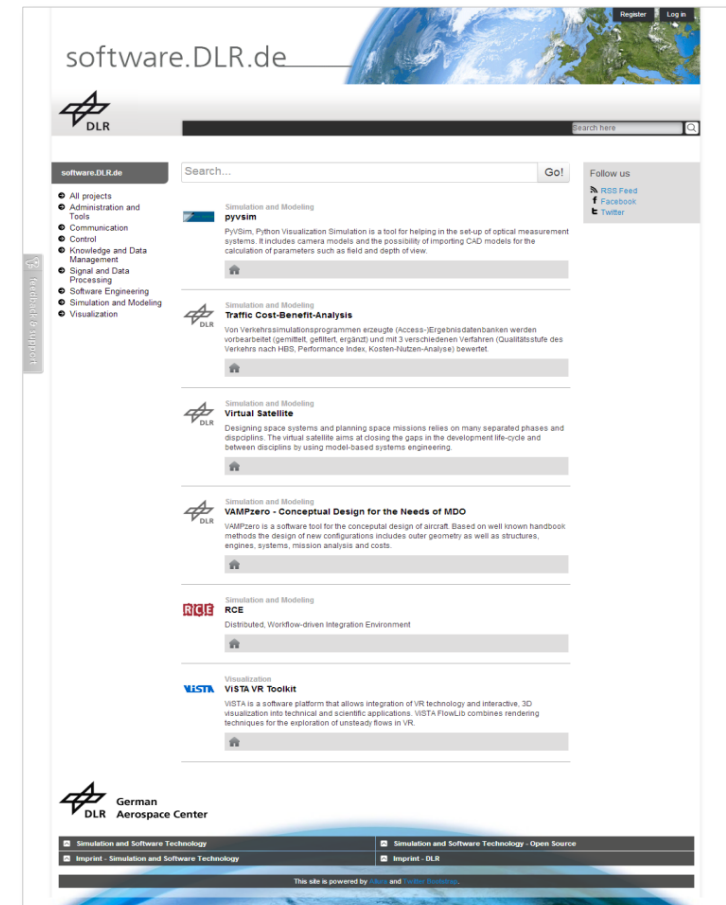 Register Log in
software.DLR.de
DLR
Search here
software.DLR.de
All projects
Administration and
Tools
Communication
Control
Knowledge and Data
Management
Signal and Data
Processing
Software Engineering
Simulation and Modeling
Visualization
feedback & support
Search... Go!
Simulation and Modeling
pyvsim
PyVSim, Python Visualization Simulation is a tool for helping in the set-up of optical measurement
systems. It includes camera models and the possibility of importing CAD models for the
calculation of parameters such as field and depth of view.
DLR
Simulation and Modeling
Traffic Cost-Benefit-Analysis
Von Verkehrssimulationsprogrammen erzeugte (Access-)Ergebnisdatenbanken werden
vorbearbeitet (gemittelt, gefiltert, ergänzt) und mit 3 verschiedenen Verfahren (Qualitätsstufe des
Verkehrs nach HBS, Performance Index, Kosten-Nutzen-Analyse) bewertet.
DLR
Simulation and Modeling
Virtual Satellite
Designing space systems and planning space missions relies on many separated phases and
dispciplins. The virtual satellite aims at closing the gaps in the development life-cycle and
between disciplins by using model-based systems engineering.
DLR
Simulation and Modeling
VAMPzero - Conceptual Design for the Needs of MDO
VAMPzero is a software tool for the conceputal design of aircraft. Based on well known handbook
methods the design of new configurations includes outer geometry as well as structures,
engines, systems, mission analysis and costs.
RCE
Simulation and Modeling
RCE
Distributed, Workflow-driven Integration Environment
ViSTA
Visualization
ViSTA VR Toolkit
ViSTA is a software platform that allows integration of VR technology and interactive, 3D
visualization into technical and scientific applications. ViSTA FlowLib combines rendering
techniques for the exploration of unsteady flows in VR.
Follow us
RSS Feed
Facebook
Twitter
DLR
German
Aerospace Center
Simulation and Software Technology
Simulation and Software Technology - Open Source
Imprint - Simulation and Software Technology
Imprint - DLR
This site is powered by Allura and Twitter Bootstrap.